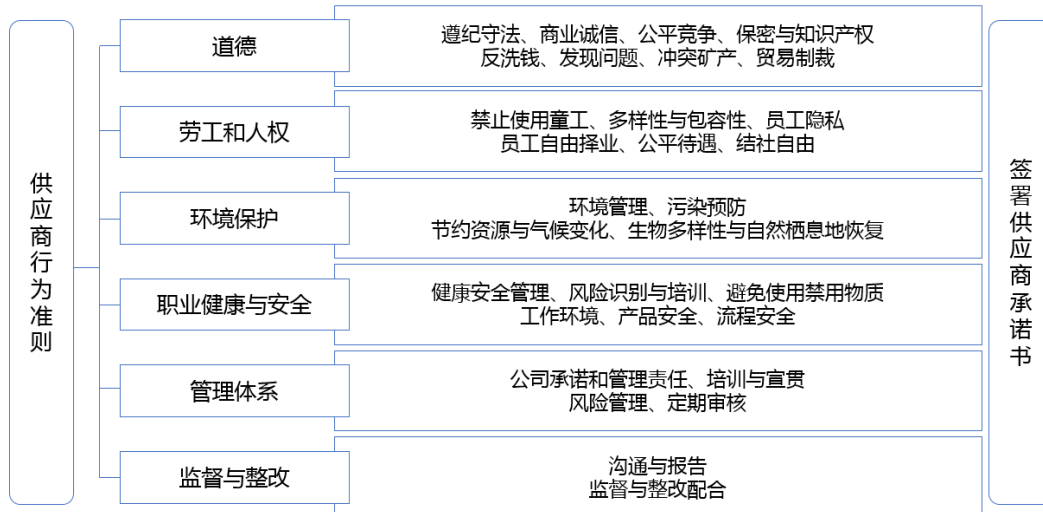 供应商行为准则
道德
遵纪守法、商业诚信、公平竞争、保密与知识产权
反洗钱、发现问题、冲突矿产、贸易制裁
劳工和人权
禁止使用童工、多样性与包容性、员工隐私
员工自由择业、公平待遇、结社自由
环境保护
环境管理、污染预防
节约资源与气候变化、生物多样性与自然栖息地恢复
职业健康与安全
健康安全管理、风险识别与培训、避免使用禁用物质
工作环境、产品安全、流程安全
管理体系
公司承诺和管理责任、培训与宣贯
风险管理、定期审核
监督与整改
沟通与报告
监督与整改配合
签署供应商承诺书